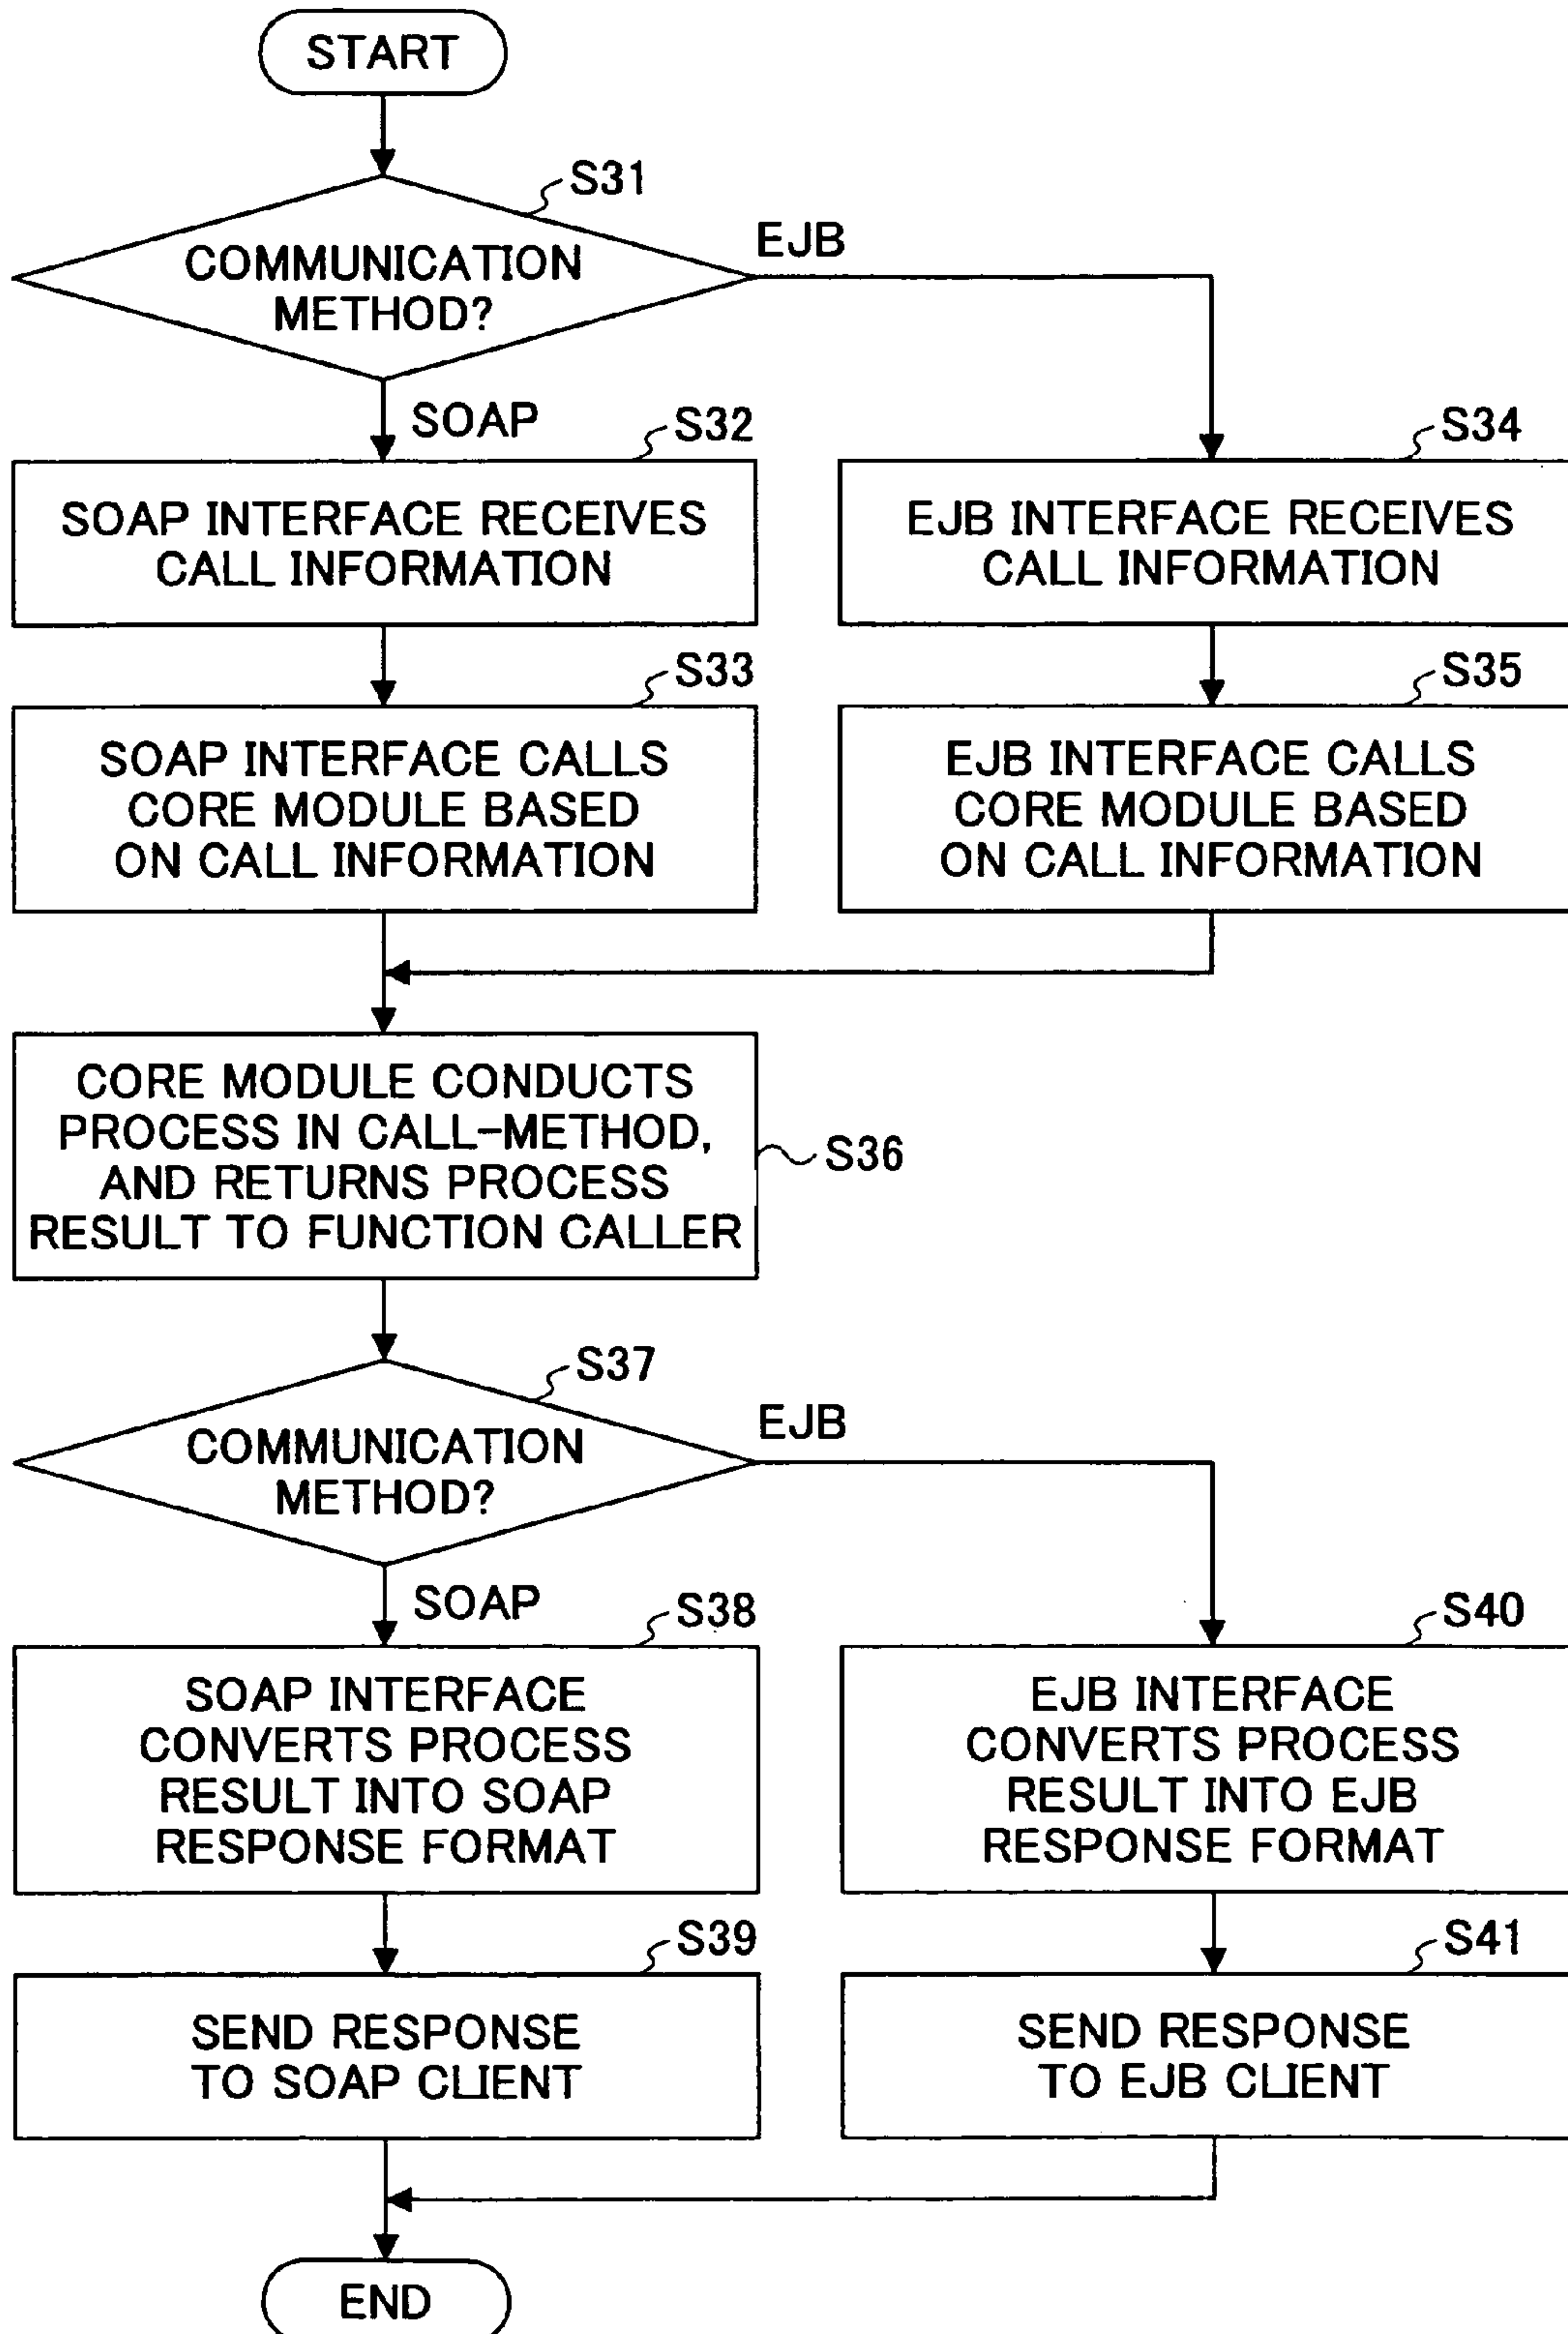 START
S31
COMMUNICATION
METHOD?
EJB
SOAP
S32
SOAP INTERFACE RECEIVES
CALL INFORMATION
S34
EJB INTERFACE RECEIVES
CALL INFORMATION
S33
SOAP INTERFACE CALLS
CORE MODULE BASED
ON CALL INFORMATION
S35
EJB INTERFACE CALLS
CORE MODULE BASED
ON CALL INFORMATION
CORE MODULE CONDUCTS
PROCESS IN CALL-METHOD,
AND RETURNS PROCESS
RESULT TO FUNCTION CALLER
S36
S37
COMMUNICATION
METHOD?
EJB
SOAP
S38
SOAP INTERFACE
CONVERTS PROCESS
RESULT INTO SOAP
RESPONSE FORMAT
S40
EJB INTERFACE
CONVERTS PROCESS
RESULT INTO EJB
RESPONSE FORMAT
S39
SEND RESPONSE
TO SOAP CLIENT
S41
SEND RESPONSE
TO EJB CLIENT
END